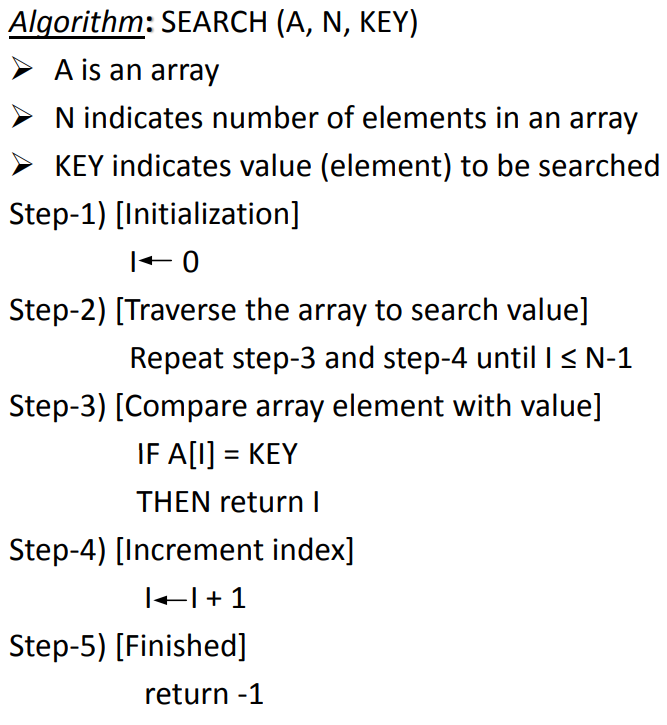 Algorithm: SEARCH (A, N, KEY)
➢ A is an array
➢ N indicates number of elements in an array
➢ KEY indicates value (element) to be searched
Step-1) [Initialization]
I← 0
Step-2) [Traverse the array to search value]
Repeat step-3 and step-4 until I ≤ N-1
Step-3) [Compare array element with value]
IF A[I] = KEY
THEN return I
Step-4) [Increment index]
I←I + 1
Step-5) [Finished]
return -1